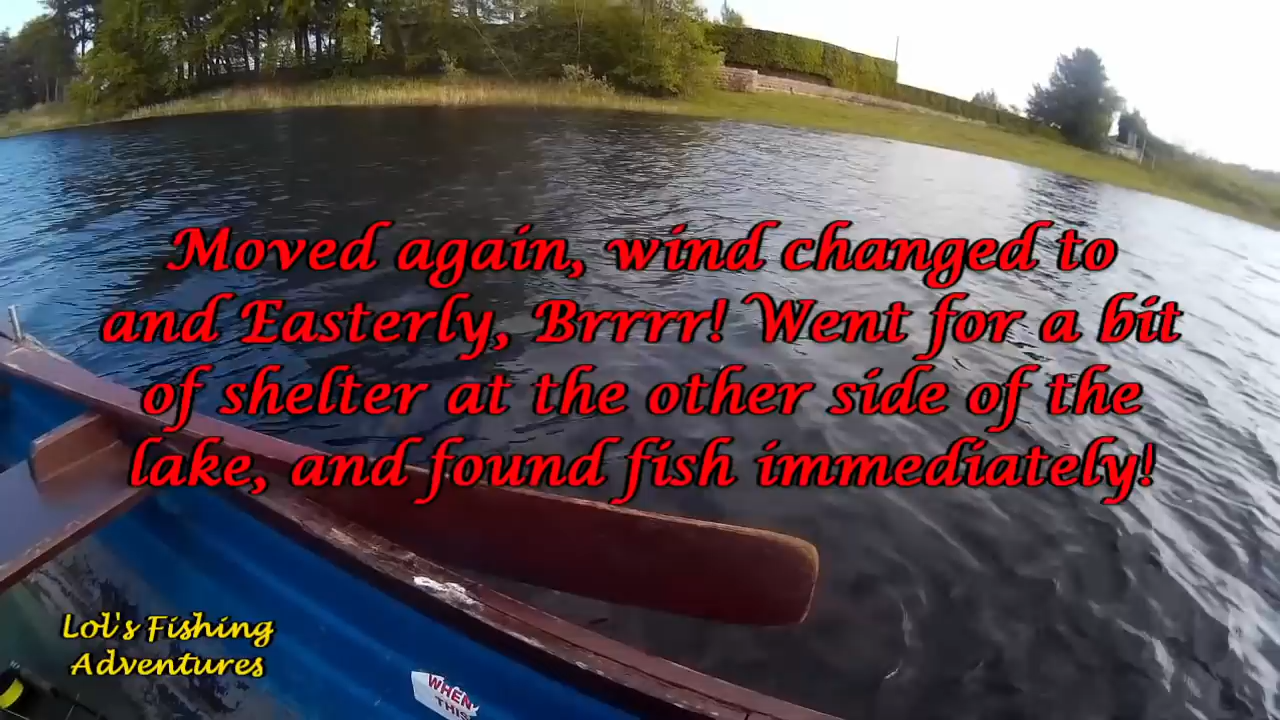 Moved again, wind changed to
and Easterly, Brrrr! Went for a bit
of shelter at the other side of the
lake, and found fish immediately!
Lol's Fishing
Adventures
WHEN
THIS